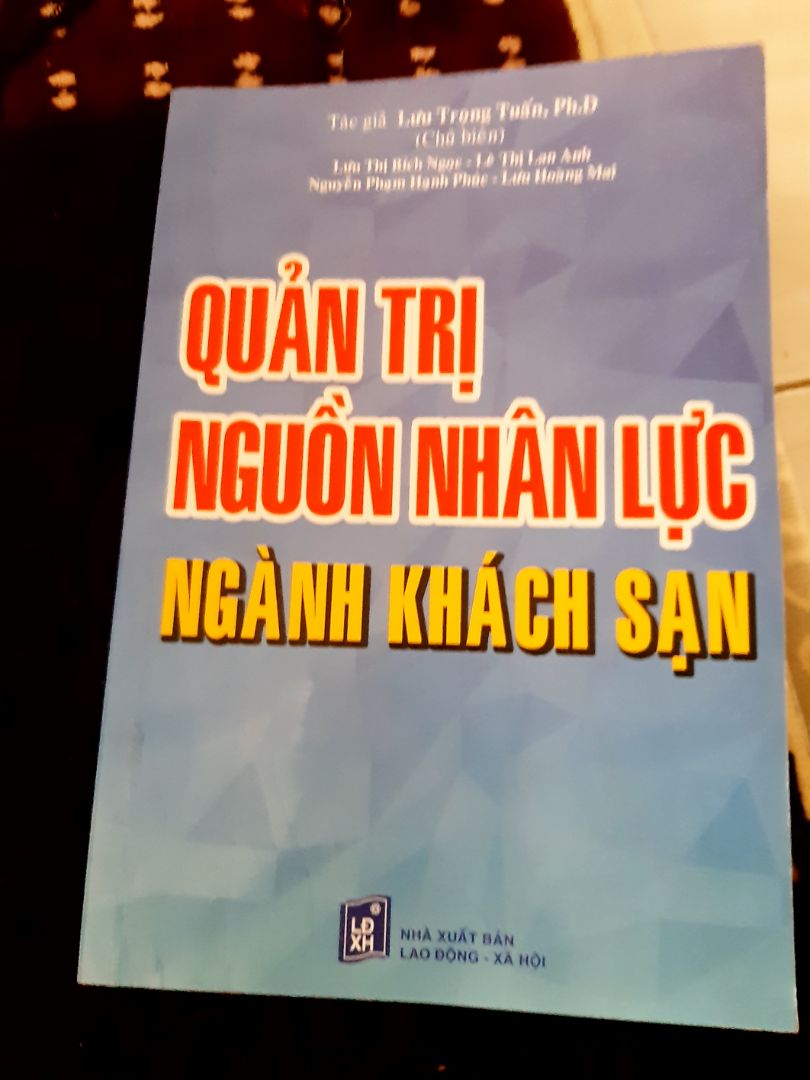 Tác giả Lưu Trọng Tuấn, Ph.D
(Chủ biên)
Lưu Thị Bích Ngọc - Lê Thị Lan Anh
Nguyễn Phạm Hạnh Phúc - Lưu Hoàng Mai
QUẢN TRỊ
NGUỒN NHÂN LỰC
NGÀNH KHÁCH SẠN
LĐ
XH
NHÀ XUẤT BẢN
LAO ĐỘNG - XÃ HỘI